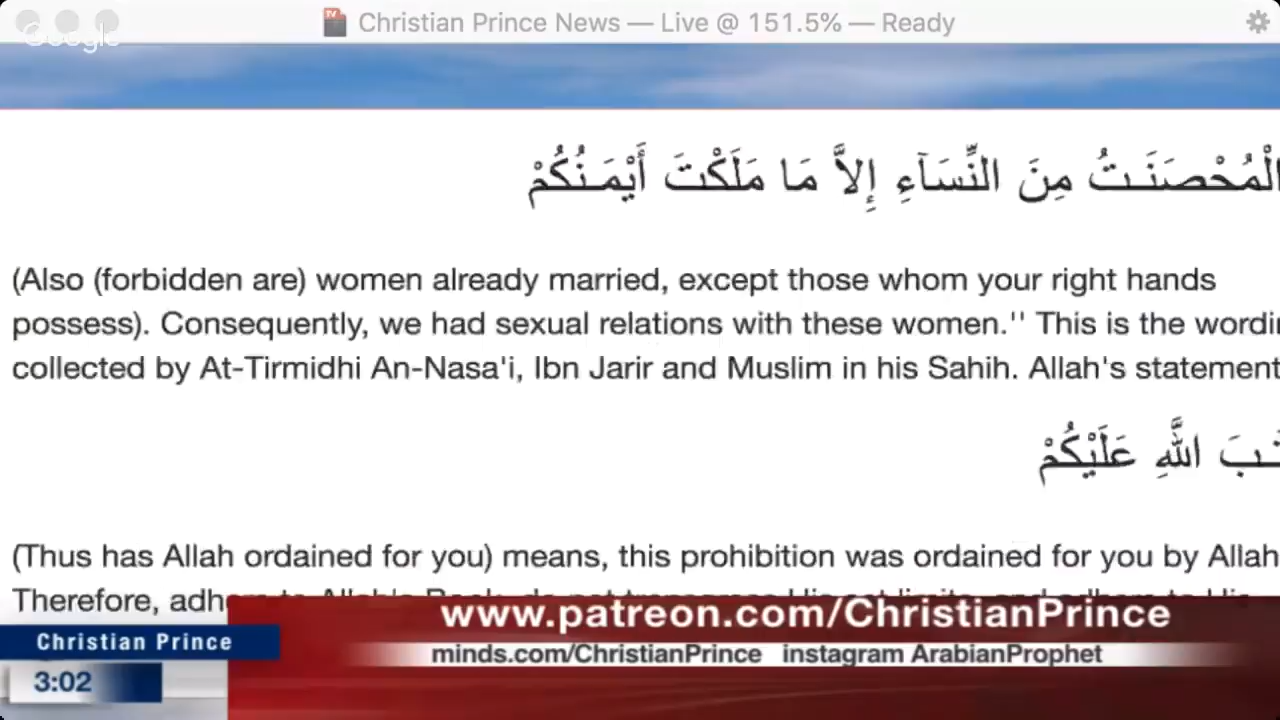 Christian Prince News — Live @ 151.5% — Ready
Google
الْمُحْصَنَـتُ مِنَ النِّسَآءِ إِلاَّ مَا مَلَكْتَ أَيْمَـنُكُمْ
(Also (forbidden are) women already married, except those whom your right hands
possess). Consequently, we had sexual relations with these women.'' This is the
collected by At-Tirmidhi An-Nasa'i, Ibn Jarir and Muslim in his Sahih. Allah's statement
اللَّهِ عَلَيْكُمْ
(Thus has Allah ordained for you) means, this prohibition was ordained for you by Allah
Therefore,
www.patreon.com/ChristianPrince
Christian Prince
minds.com/ChristianPrince instagram ArabianProphet
3:02